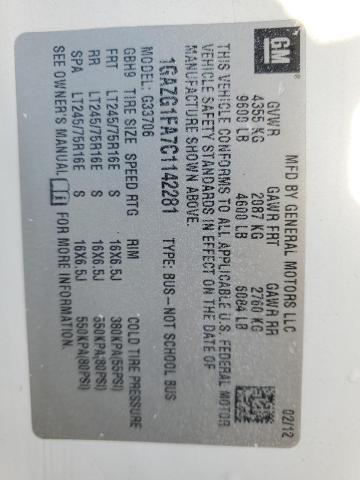 GM
MFD BY GENERAL MOTORS LLC
02/12
GVWR GAWR FRT GAWR RR
4355 KG 2087 KG 2760 KG
9600 LB 4600 LB 6084 LB
THIS VEHICLE CONFORMS TO ALL APPLICABLE U.S. FEDERAL MOTOR
VEHICLE SAFETY STANDARDS IN EFFECT ON THE DATE OF
MANUFACTURE SHOWN ABOVE.
1GAZG1FA7C1142281 TYPE: BUS-NOT SCHOOL BUS
MODEL: G33706
GBH9 TIRE SIZE SPEED RTG RIM COLD TIRE PRESSURE
FRT LT245/75R16E S 16X6.5J 380KPA(55PSI)
RR LT245/75R16E S 16X6.5J 550KPA(80PSI)
SPA LT245/75R16E S 16X6.5J 550KPA(80PSI)
SEE OWNER'S MANUAL FOR MORE INFORMATION